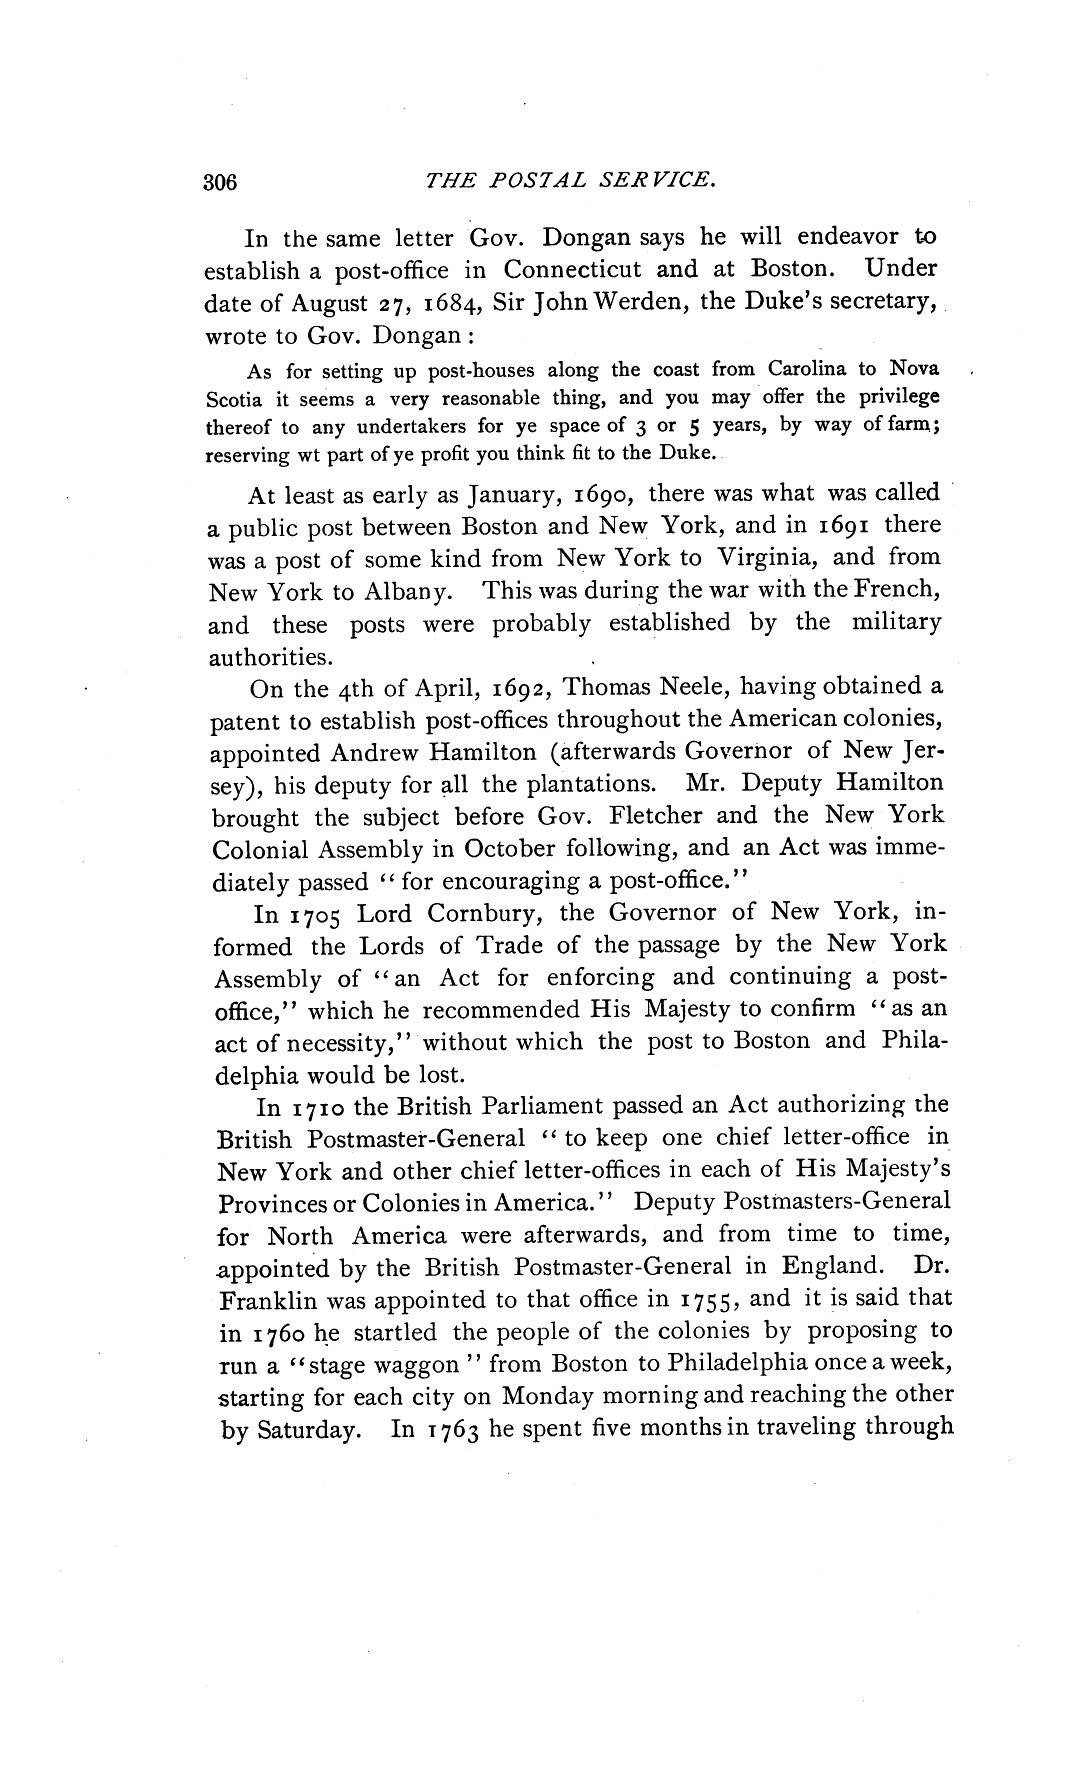 306 THE POSTAL SERVICE.
In the same letter Gov. Dongan says he will endeavor to
establish a post-office in Connecticut and at Boston. Under
date of August 27, 1684, Sir John Werden, the Duke's secretary,
wrote to Gov. Dongan :
As for setting up post-houses along the coast from Carolina to Nova
Scotia it seems a very reasonable thing, and you may offer the privilege
thereof to any undertakers for ye space of 3 or 5 years, by way of farm;
reserving wt part of ye profit you think fit to the Duke.
At least as early as January, 1690, there was what was called
a public post between Boston and New York, and in 1691 there
was a post of some kind from New York to Virginia, and from
New York to Albany. This was during the war with the French,
and these posts were probably established by the military
authorities.
On the 4th of April, 1692, Thomas Neele, having obtained a
patent to establish post-offices throughout the American colonies,
appointed Andrew Hamilton (afterwards Governor of New Jer-
sey), his deputy for all the plantations. Mr. Deputy Hamilton
brought the subject before Gov. Fletcher and the New York
Colonial Assembly in October following, and an Act was imme-
diately passed "for encouraging a post-office."
In 1705 Lord Cornbury, the Governor of New York, in-
formed the Lords of Trade of the passage by the New York
Assembly of "an Act for enforcing and continuing a post-
office," which he recommended His Majesty to confirm "as an
act of necessity," without which the post to Boston and Phila-
delphia would be lost.
In 1710 the British Parliament passed an Act authorizing the
British Postmaster-General "to keep one chief letter-office in
New York and other chief letter-offices in each of His Majesty's
Provinces or Colonies in America." Deputy Postmasters-General
for North America were afterwards, and from time to time,
appointed by the British Postmaster-General in England. Dr.
Franklin was appointed to that office in 1755, and it is said that
in 1760 he startled the people of the colonies by proposing to
run a "stage waggon" from Boston to Philadelphia once a week,
starting for each city on Monday morning and reaching the other
by Saturday. In 1763 he spent five months in traveling through